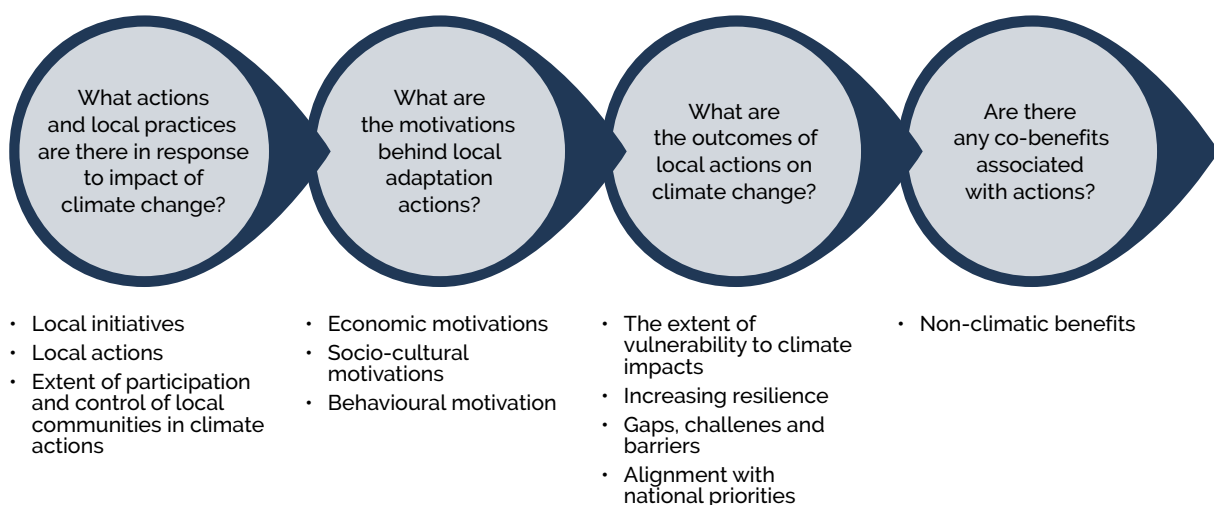 What actions
and local practices
are there in response
to impact of
climate change?
What are
the motivations
behind local
adaptation
actions?
What are
the outcomes of
local actions on
climate change?
Are there
any co-benefits
associated
with actions?
• Local initiatives
• Local actions
• Extent of participation
and control of local
communities in climate
actions
• Economic motivations
• Socio-cultural
motivations
• Behavioural motivation
• The extent of
vulnerability to climate
impacts
• Increasing resilience
• Gaps, challenes and
barriers
• Alignment with
national priorities
• Non-climatic benefits